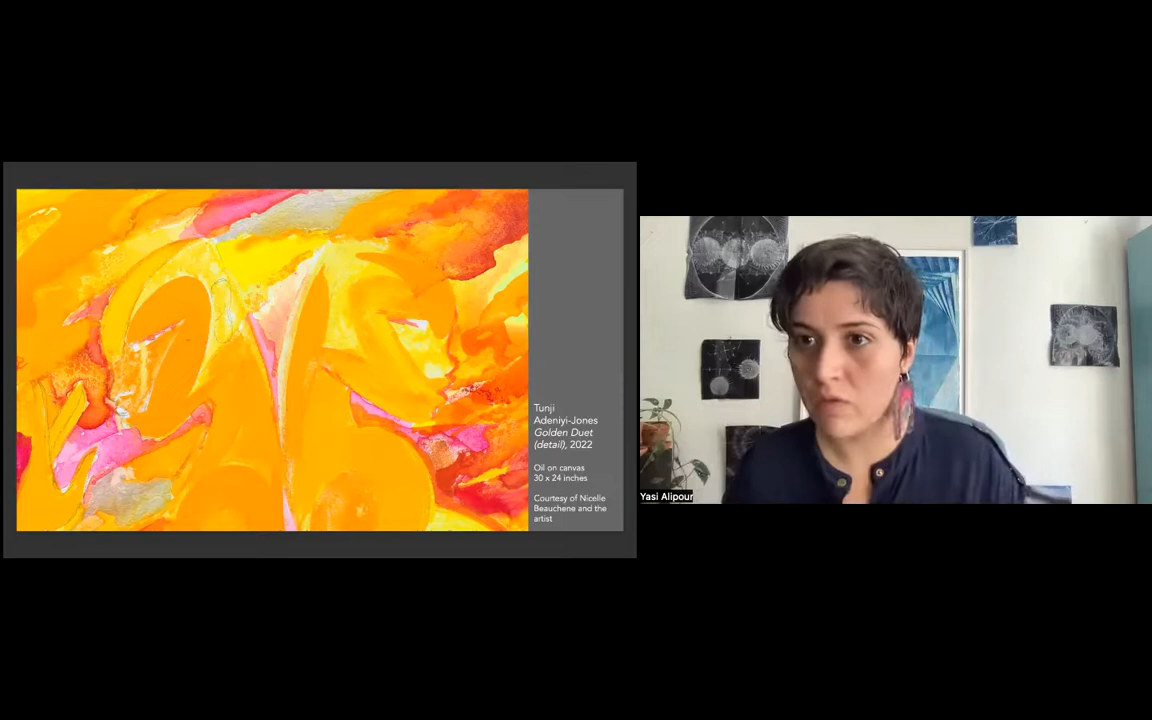 Tunji
Adeniyi-Jones
Golden Duet
(detail), 2022
Oil on canvas
30 x 24 inches
Courtesy of Nicelle
Beauchene and the
artist
Yasi Alipour